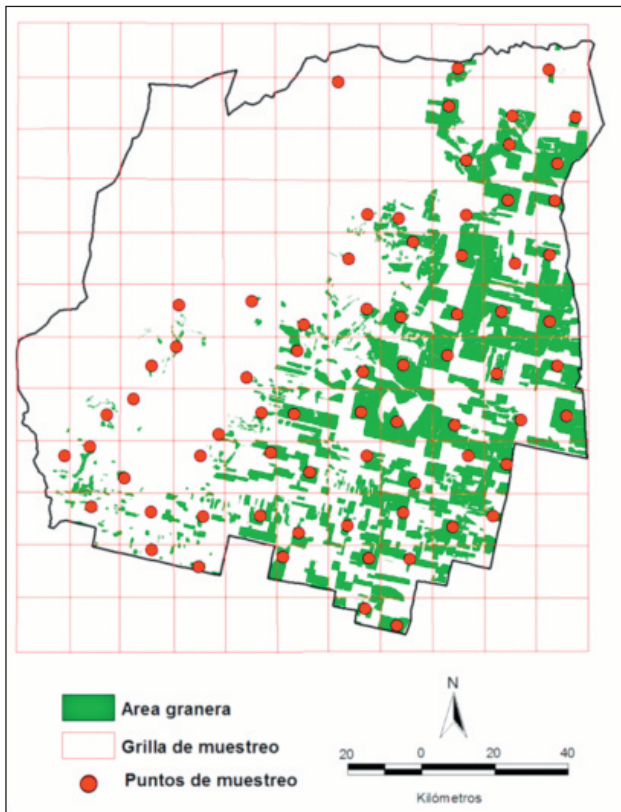 Area granera
Grilla de muestreo
Puntos de muestreo
N
20 0 20 40
Kilómetros